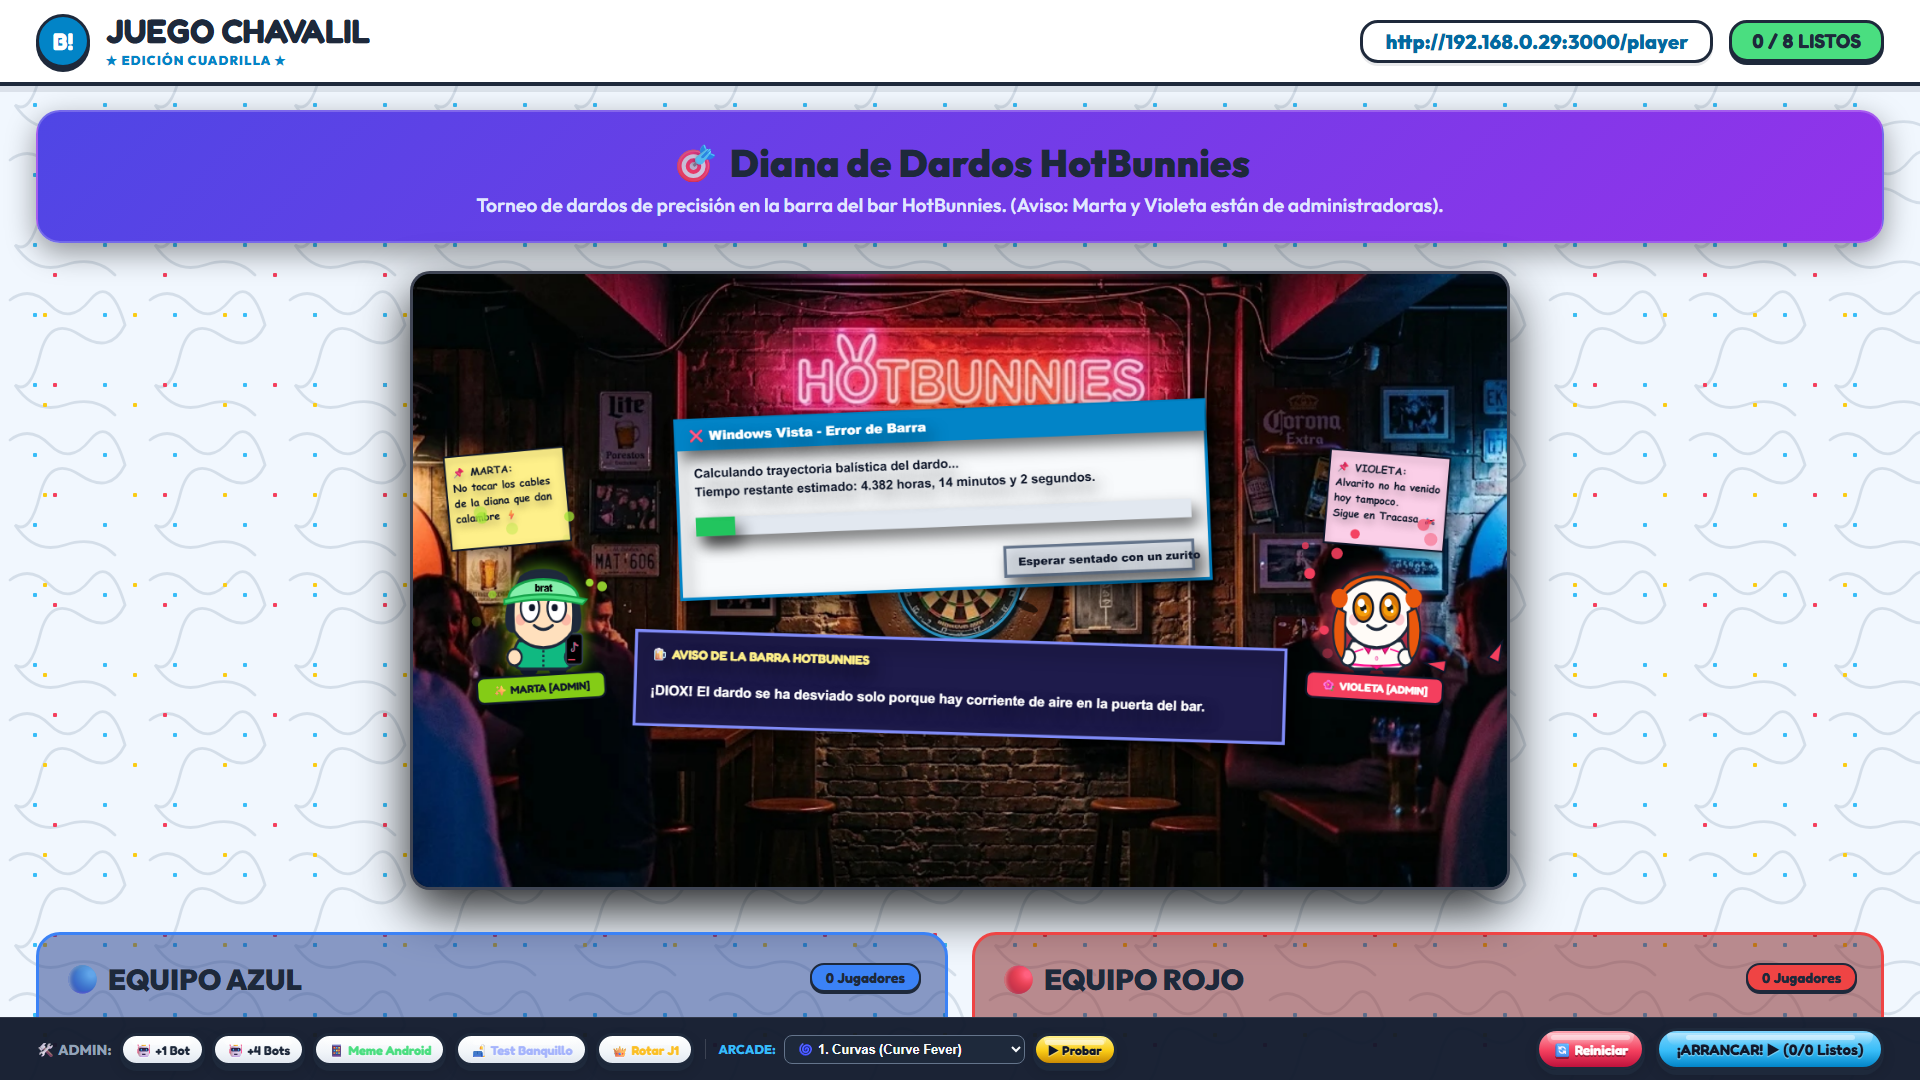 B!
JUEGO CHAVALIL
★ EDICIÓN CUADRILLA ★
http://192.168.0.29:3000/player
0 / 8 LISTOS
🎯 Diana de Dardos HotBunnies
Torneo de dardos de precisión en la barra del bar HotBunnies. (Aviso: Marta y Violeta están de administradoras).
HOTBUNNIES
Lite
Corona
Extra
EK
❌ Windows Vista - Error de Barra
Calculando trayectoria balística del dardo...
Tiempo restante estimado: 4.382 horas, 14 minutos y 2 segundos.
Esperar sentado con un zurito
📌 MARTA:
No tocar los cables
de la diana que dan
calambre ⚡
📌 VIOLETA:
Alvarito no ha venido
hoy tampoco.
Sigue en Tracasa
MAT·606
brat
✨ MARTA [ADMIN]
🌸 VIOLETA [ADMIN]
🍺 AVISO DE LA BARRA HOTBUNNIES
¡DIOX! El dardo se ha desviado solo porque hay corriente de aire en la puerta del bar.
🔵 EQUIPO AZUL
0 Jugadores
🔴 EQUIPO ROJO
0 Jugadores
🛠️ ADMIN:
🤖 +1 Bot
🤖 +4 Bots
📱 Meme Android
🛋️ Test Banquillo
👑 Rotar J1
ARCADE:
🌀 1. Curvas (Curve Fever)
▶ Probar
🔄 Reiniciar
¡ARRANCAR! ▶ (0/0 Listos)